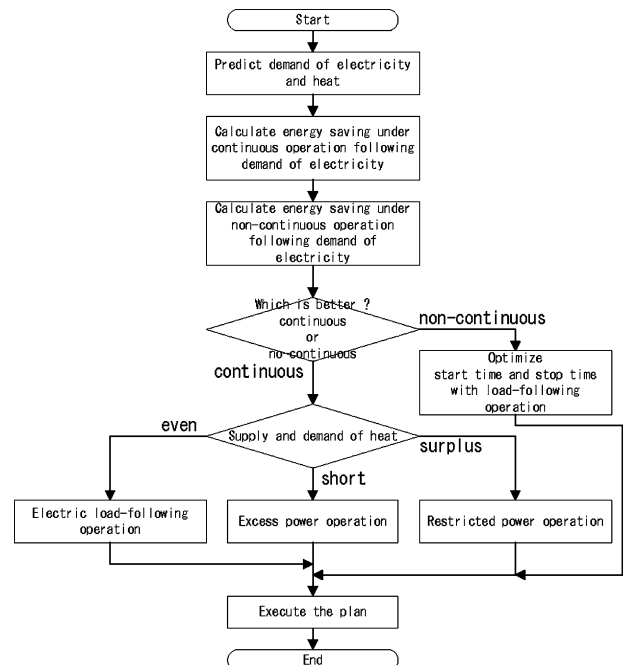 Start
Predict demand of electricity
and heat
Calculate energy saving under
continuous operation following
demand of electricity
Calculate energy saving under
non-continuous operation
following demand of
electricity
Which is better ?
continuous
or
no-continuous
non-continuous
continuous
Optimize
start time and stop time
with load-following
operation
Supply and demand of heat
even
short
surplus
Electric load-following
operation
Excess power operation
Restricted power operation
Execute the plan
End